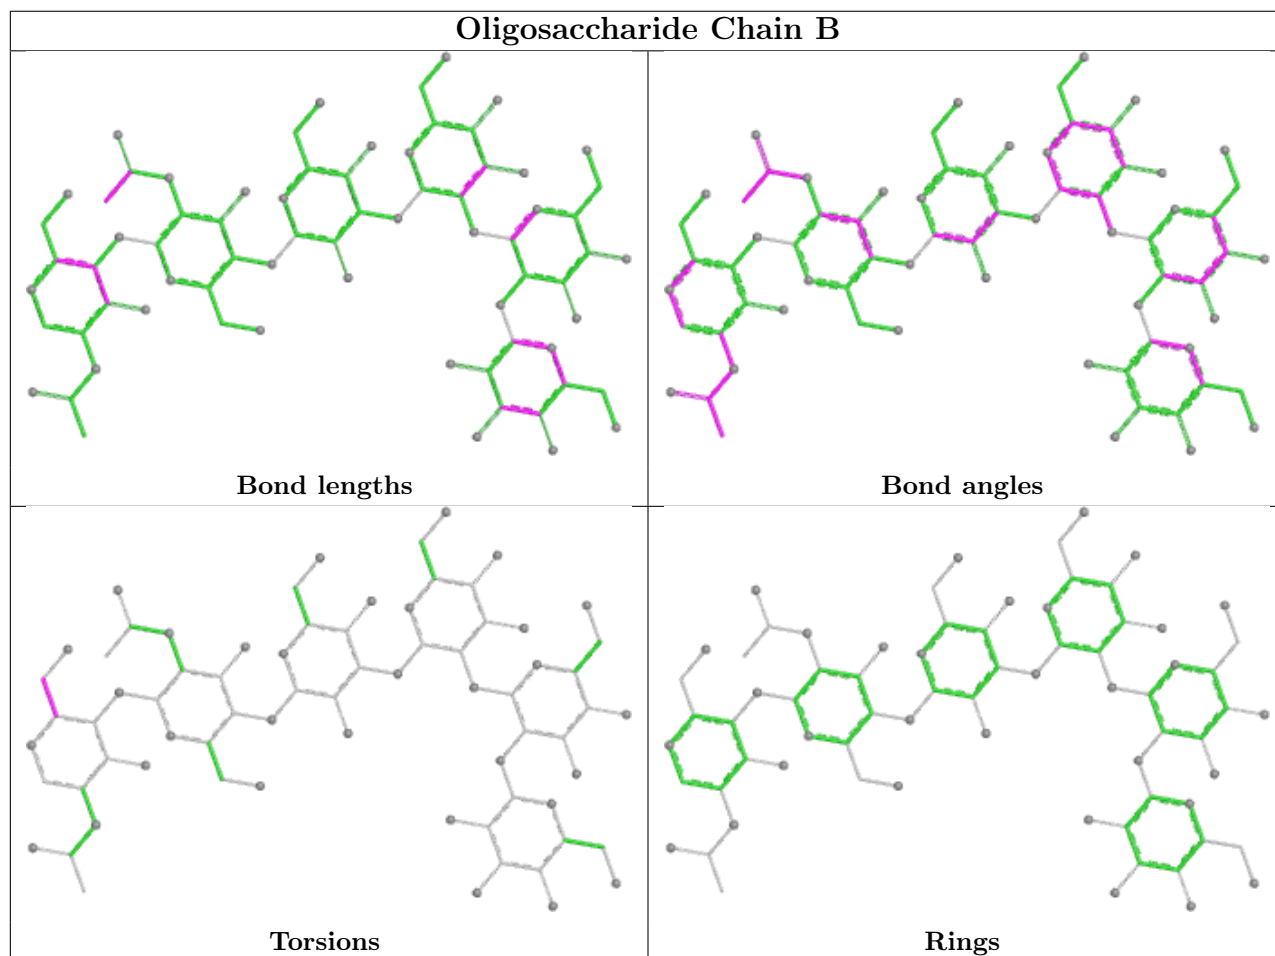 Oligosaccharide Chain B
Bond lengths
Bond angles
Torsions
Rings